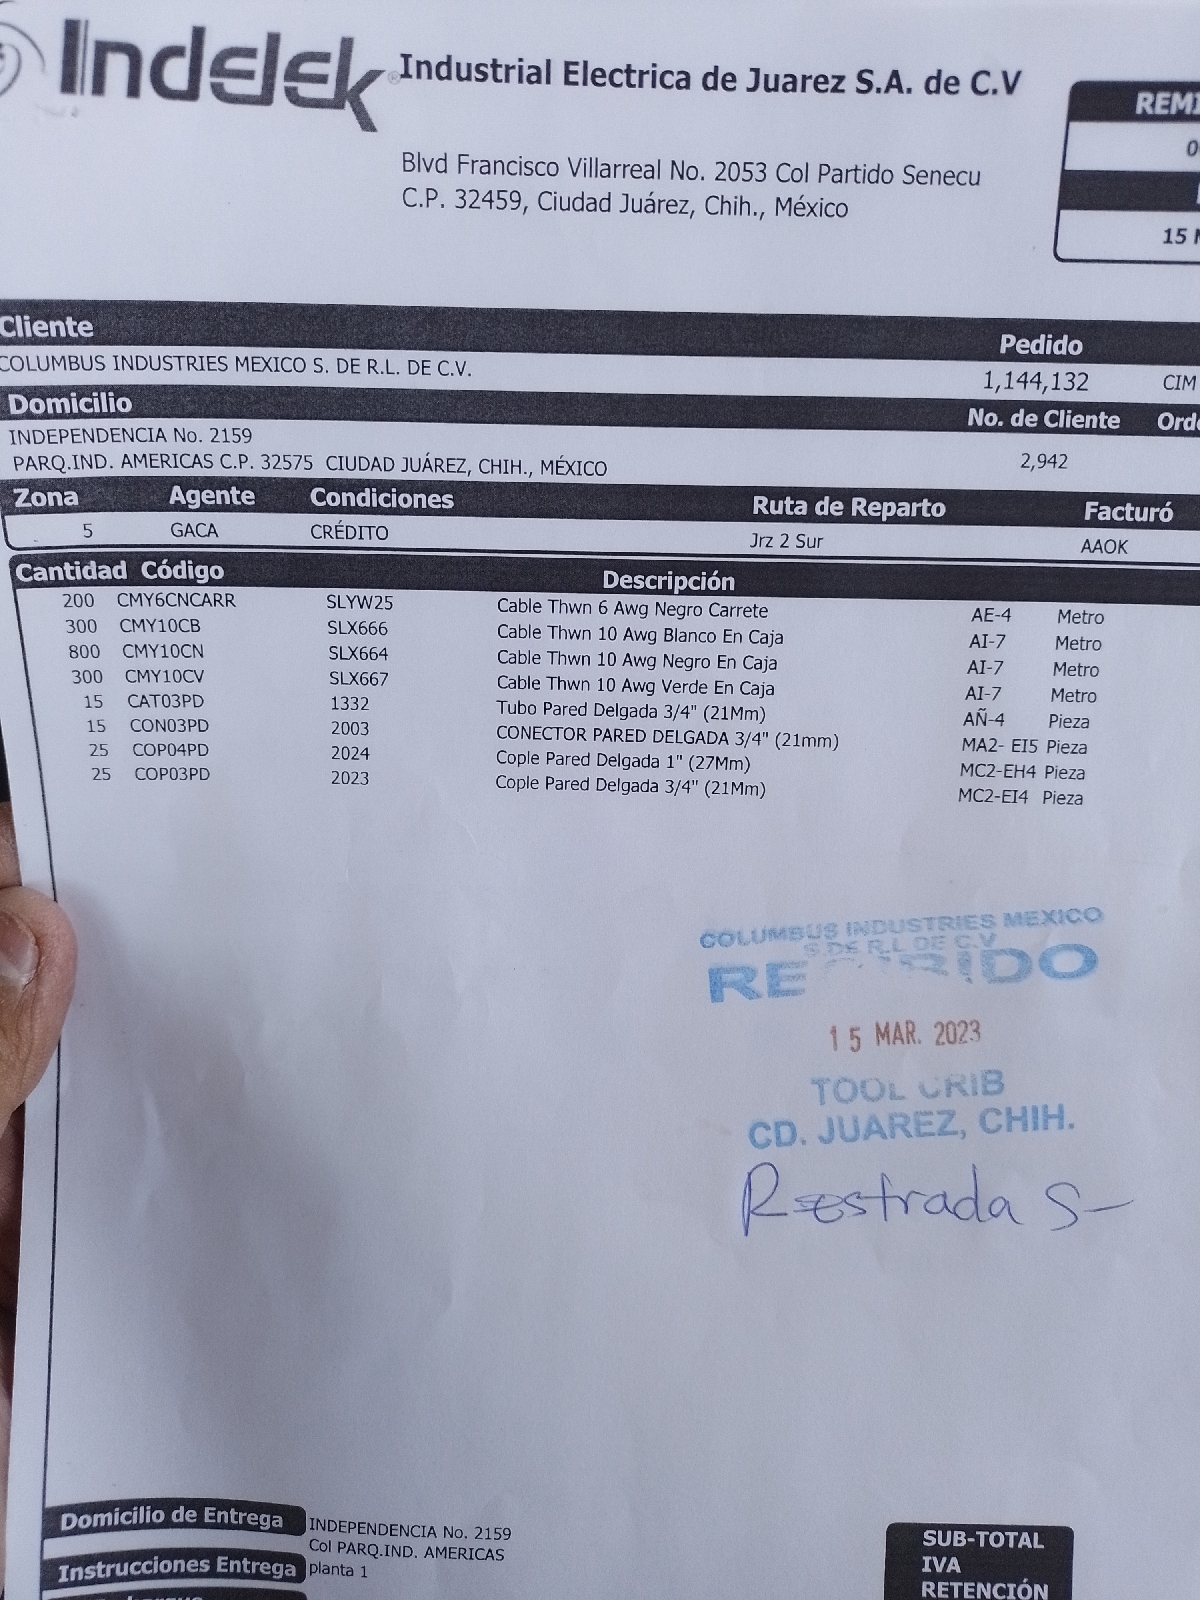 Indelek® Industrial Electrica de Juarez S.A. de C.V
Blvd Francisco Villarreal No. 2053 Col Partido Senecu
C.P. 32459, Ciudad Juárez, Chih., México
REMI
0
15
Cliente Pedido
COLUMBUS INDUSTRIES MEXICO S. DE R.L. DE C.V. 1,144,132 CIM
Domicilio No. de Cliente Orde
INDEPENDENCIA No. 2159
PARQ.IND. AMERICAS C.P. 32575 CIUDAD JUÁREZ, CHIH., MÉXICO 2,942
Zona Agente Condiciones Ruta de Reparto Facturó
5 GACA CRÉDITO Jrz 2 Sur AAOK
Cantidad Código Descripción
200 CMY6CNCARR SLYW25 Cable Thwn 6 Awg Negro Carrete AE-4 Metro
300 CMY10CB SLX666 Cable Thwn 10 Awg Blanco En Caja AI-7 Metro
800 CMY10CN SLX664 Cable Thwn 10 Awg Negro En Caja AI-7 Metro
300 CMY10CV SLX667 Cable Thwn 10 Awg Verde En Caja AI-7 Metro
15 CAT03PD 1332 Tubo Pared Delgada 3/4" (21Mm) AÑ-4 Pieza
15 CON03PD 2003 CONECTOR PARED DELGADA 3/4" (21mm) MA2- EI5 Pieza
25 COP04PD 2024 Cople Pared Delgada 1" (27Mm) MC2-EH4 Pieza
25 COP03PD 2023 Cople Pared Delgada 3/4" (21Mm) MC2-EI4 Pieza
COLUMBUS INDUSTRIES MEXICO
S. DE R.L DE C.V
RECIBIDO
15 MAR. 2023
TOOL CRIB
CD. JUAREZ, CHIH.
Restrada S
Domicilio de Entrega INDEPENDENCIA No. 2159
Col PARQ.IND. AMERICAS
Instrucciones Entrega planta 1
SUB-TOTAL
IVA
RETENCIÓN